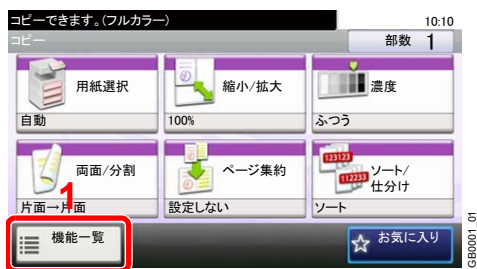 コピーできます。(フルカラー)
10:10
コピー
部数 1
用紙選択
自動
縮小/拡大
100%
濃度
ふつう
両面/分割
片面→片面
ページ集約
設定しない
123123
112233
ソート/
仕分け
ソート
1
機能一覧
お気に入り
GB0001_01